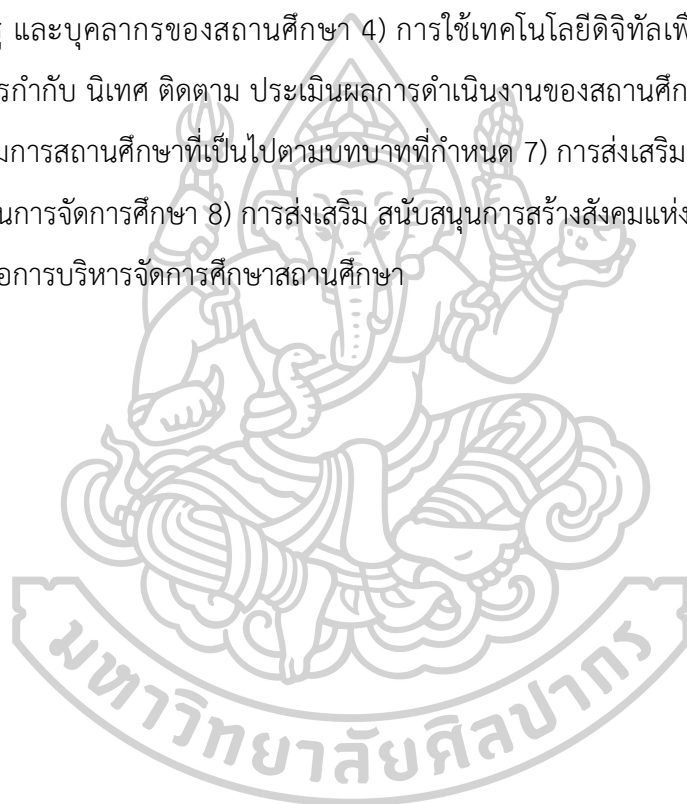 และบุคลากรของสถานศึกษา 4) การใช้เทคโนโลยีดิจิทัลเพื
รกำกับ นิเทศ ติดตาม ประเมินผลการดำเนินงานของสถานศึก
มการสถานศึกษาที่เป็นไปตามบทบาทที่กำหนด 7) การส่งเสริม
นการจัดการศึกษา 8) การส่งเสริม สนับสนุนการสร้างสังคมแห่ง
อการบริหารจัดการศึกษาสถานศึกษา
มหาวิทยาลัยศิลปากร